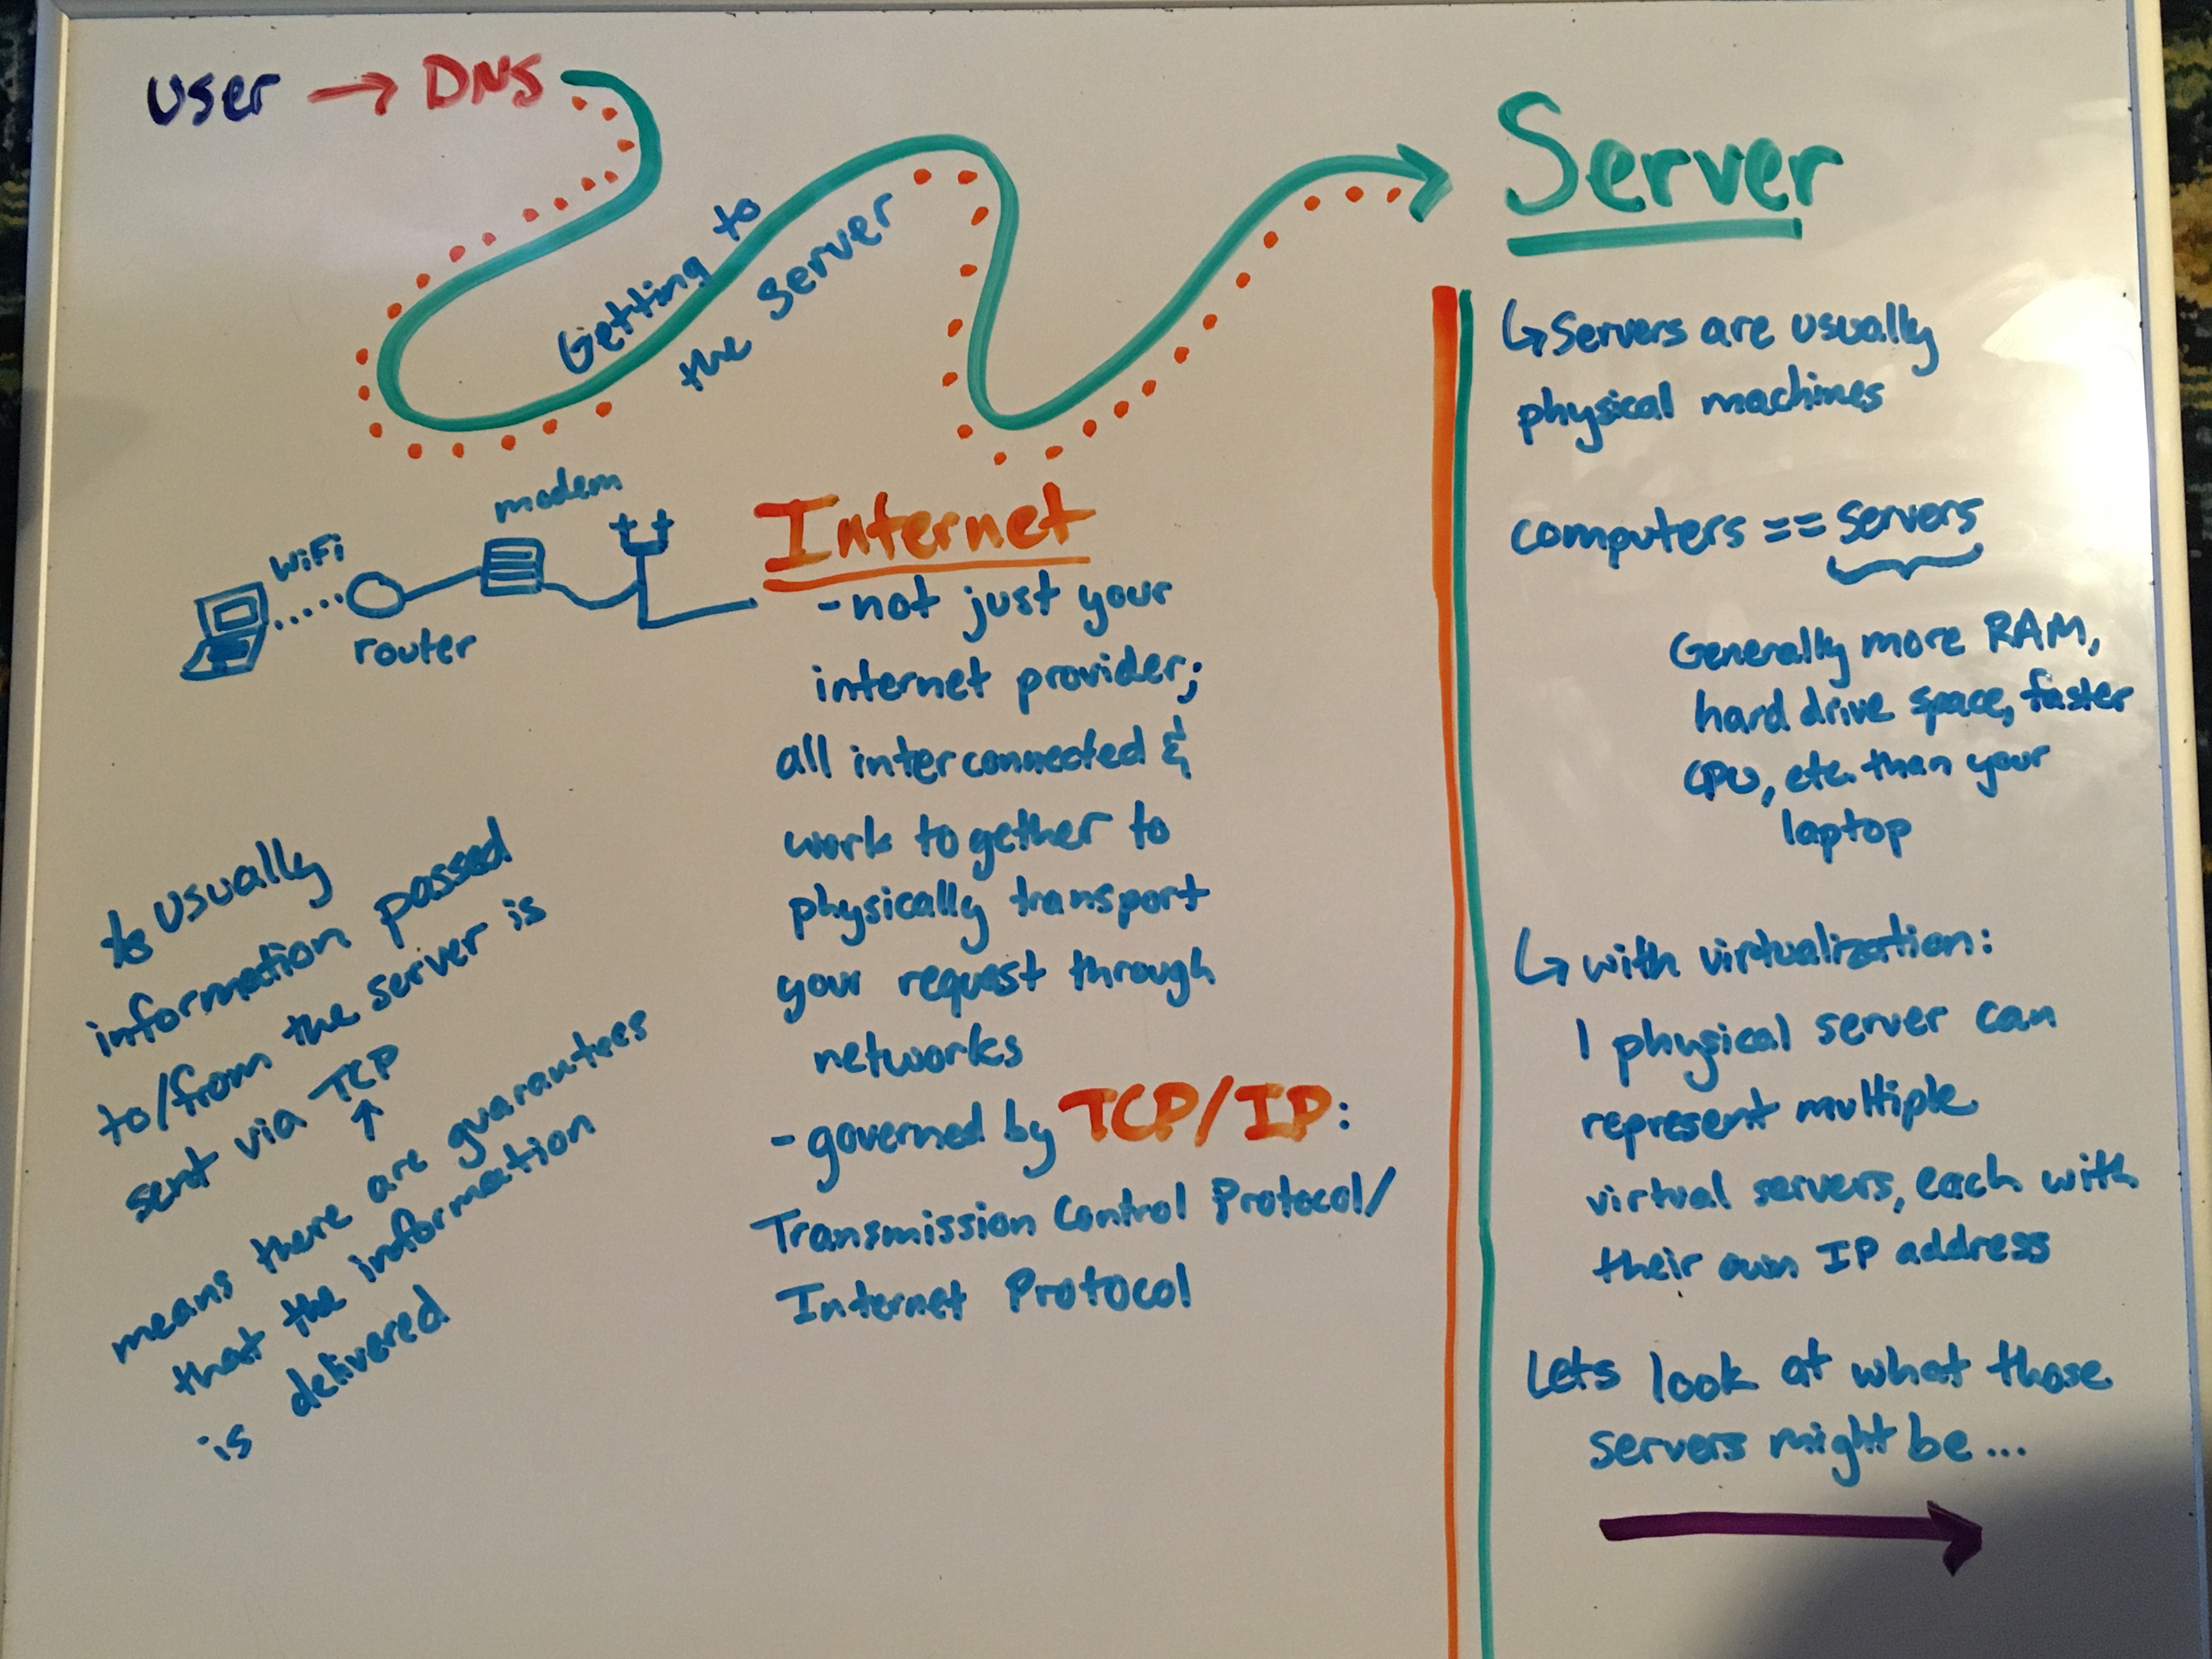 User → DNS
Getting to
the server
wifi
router
modem
Internet
- not just your
internet provider;
all interconnected &
work together to
physically transport
your request through
networks
- governed by TCP/IP:
Transmission Control Protocol/
Internet Protocol
↳ usually
information passed
to/from the server is
sent via TCP
↑
means there are guarantees
that the information
is delivered
Server
↳ Servers are usually
physical machines
computers == servers
Generally more RAM,
hard drive space, faster
CPU, etc. than your
laptop
↳ with virtualization:
1 physical server can
represent multiple
virtual servers, each with
their own IP address
Lets look at what those
servers might be...